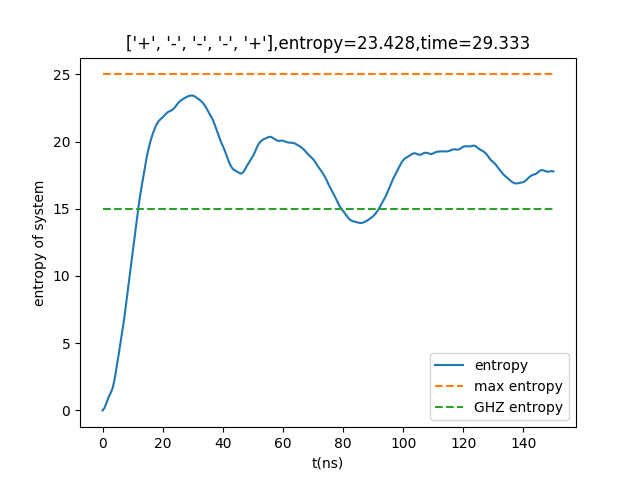 ['+', '-', '-', '-', '+'],entropy=23.428,time=29.333
25
20
15
10
5
0
entropy of system
entropy
max entropy
GHZ entropy
0 20 40 60 80 100 120 140
t(ns)